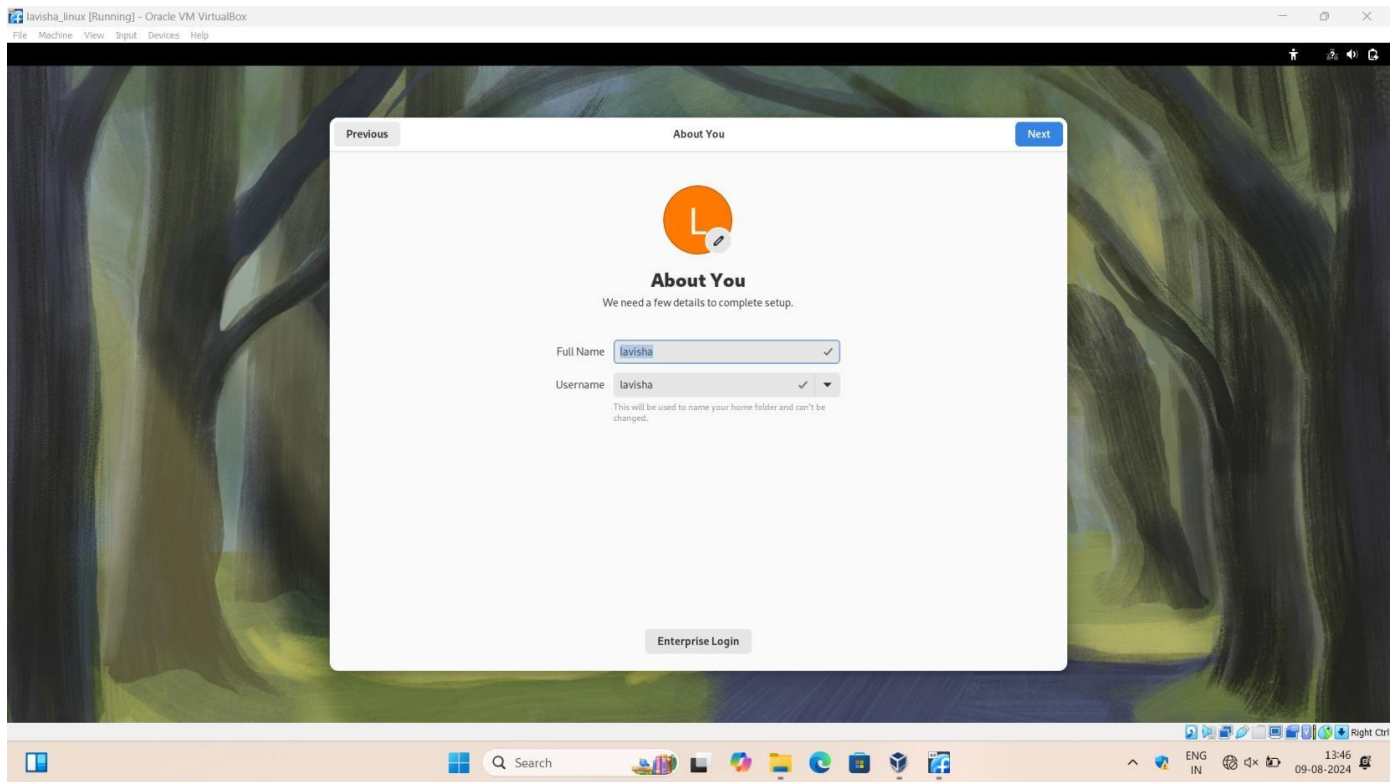 lavisha_linux [Running] - Oracle VM VirtualBox
File Machine View Input Devices Help
Previous About You Next
L
About You
We need a few details to complete setup.
Full Name lavisha
Username lavisha
This will be used to name your home folder and can't be
changed.
Enterprise Login
Right Ctrl
Search
ENG
IN
13:46
09-08-2024